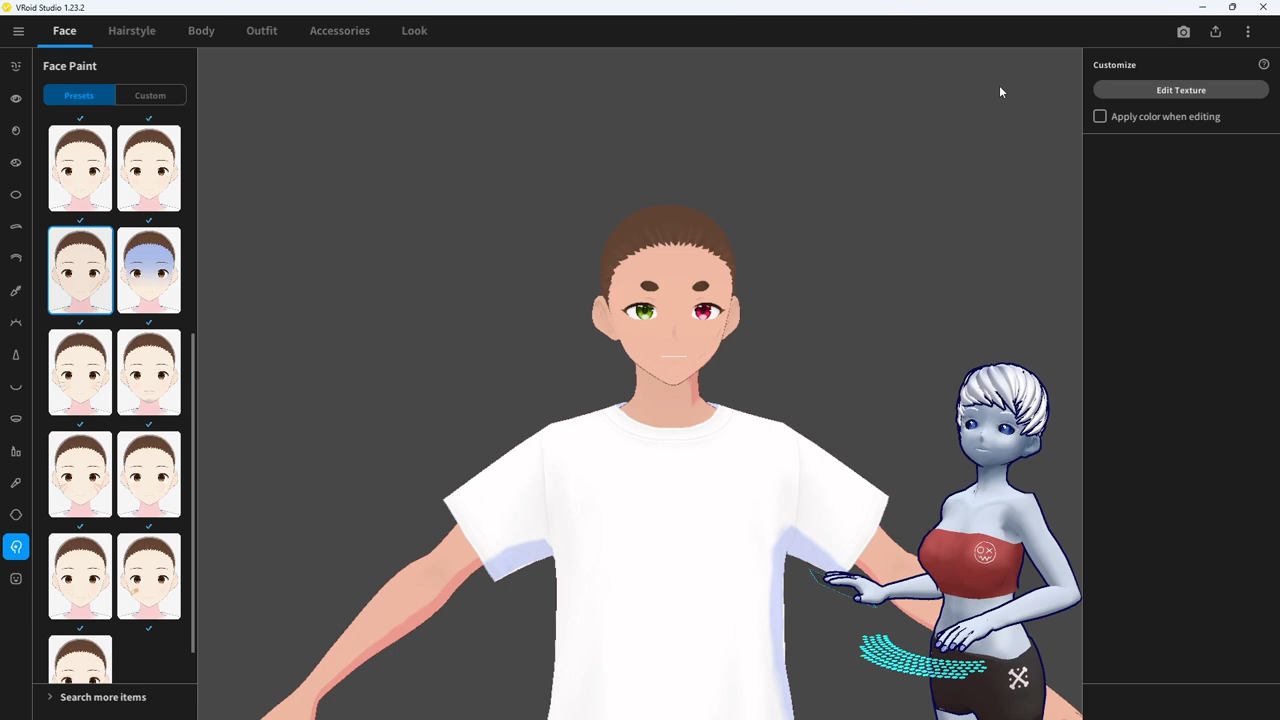 VRoid Studio 1.23.2
Face
Hairstyle
Body
Outfit
Accessories
Look
Face Paint
Presets
Custom
Search more items
Customize
Edit Texture
Apply color when editing